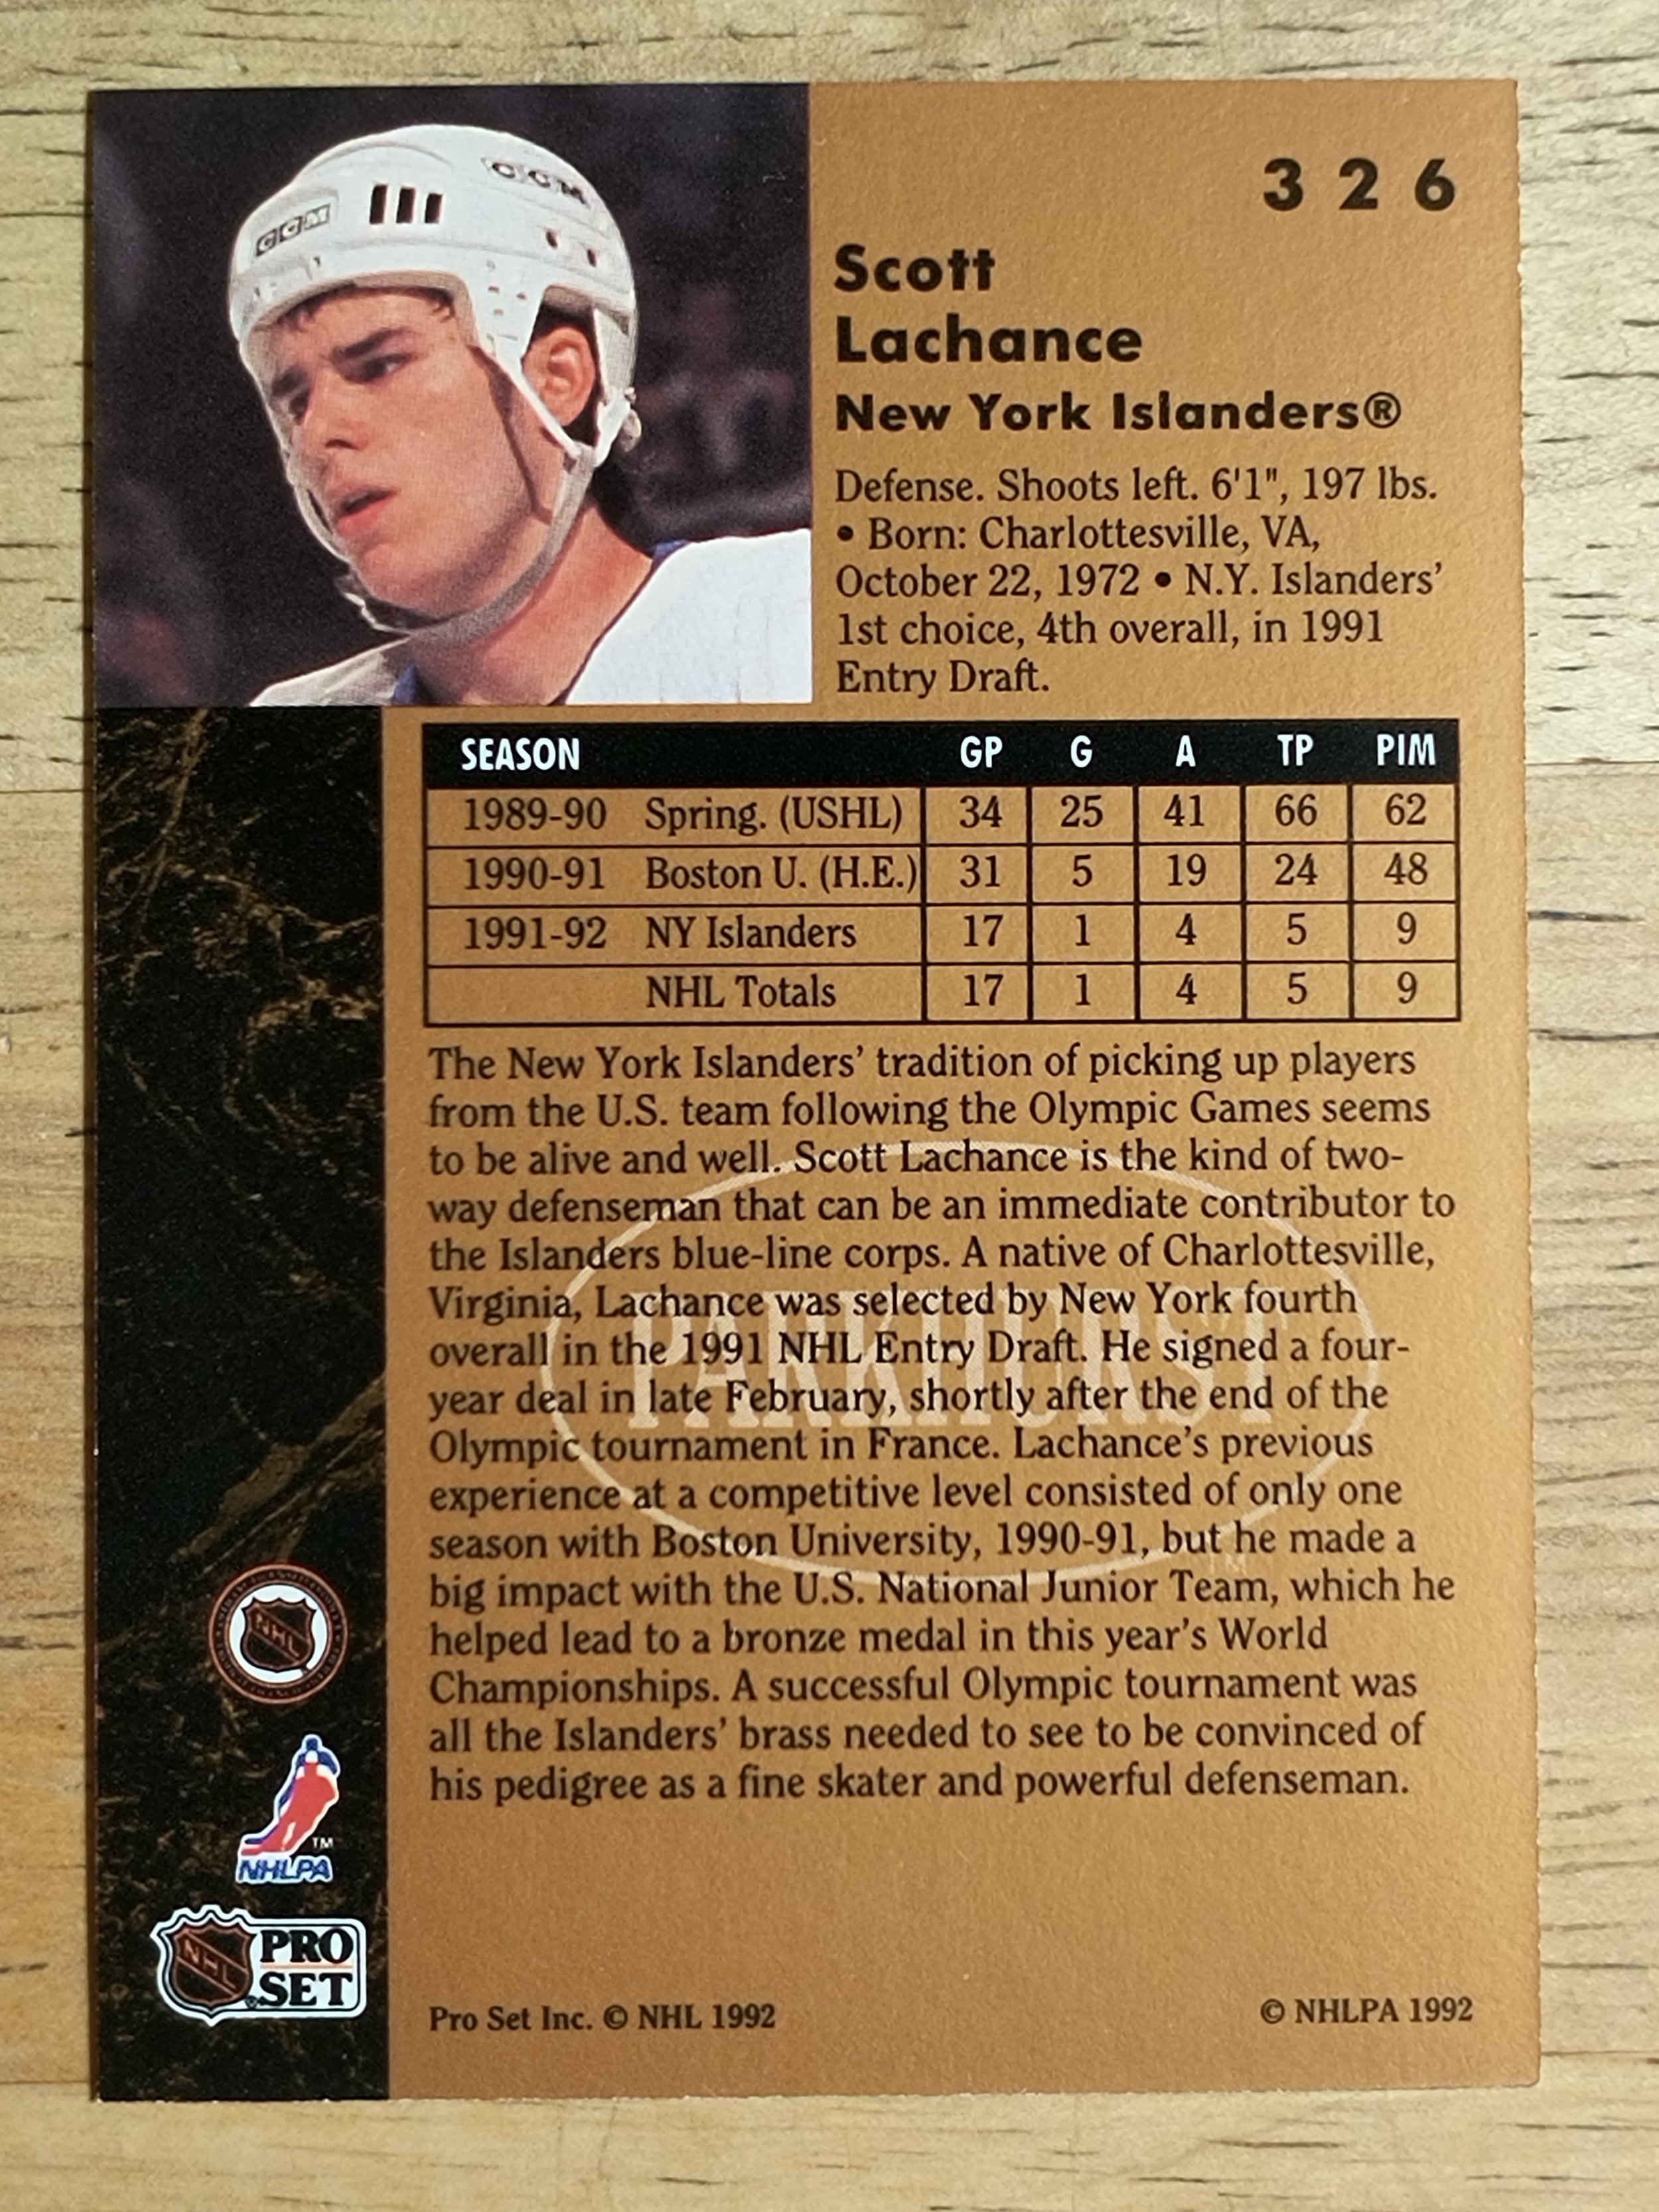 CCM
CCM
326
Scott
Lachance
New York Islanders®
Defense. Shoots left. 6'1", 197 lbs.
• Born: Charlottesville, VA,
October 22, 1972 • N.Y. Islanders’
1st choice, 4th overall, in 1991
Entry Draft.
SEASON GP G A TP PIM
1989-90 Spring. (USHL) 34 25 41 66 62
1990-91 Boston U. (H.E.) 31 5 19 24 48
1991-92 NY Islanders 17 1 4 5 9
NHL Totals 17 1 4 5 9
The New York Islanders’ tradition of picking up players
from the U.S. team following the Olympic Games seems
to be alive and well. Scott Lachance is the kind of two-
way defenseman that can be an immediate contributor to
the Islanders blue-line corps. A native of Charlottesville,
Virginia, Lachance was selected by New York fourth
overall in the 1991 NHL Entry Draft. He signed a four-
year deal in late February, shortly after the end of the
Olympic tournament in France. Lachance’s previous
experience at a competitive level consisted of only one
season with Boston University, 1990-91, but he made a
big impact with the U.S. National Junior Team, which he
helped lead to a bronze medal in this year’s World
Championships. A successful Olympic tournament was
all the Islanders’ brass needed to see to be convinced of
his pedigree as a fine skater and powerful defenseman.
PARKHURST
NHL
TM
NHLPA
NHL
PRO
SET
Pro Set Inc. © NHL 1992
© NHLPA 1992